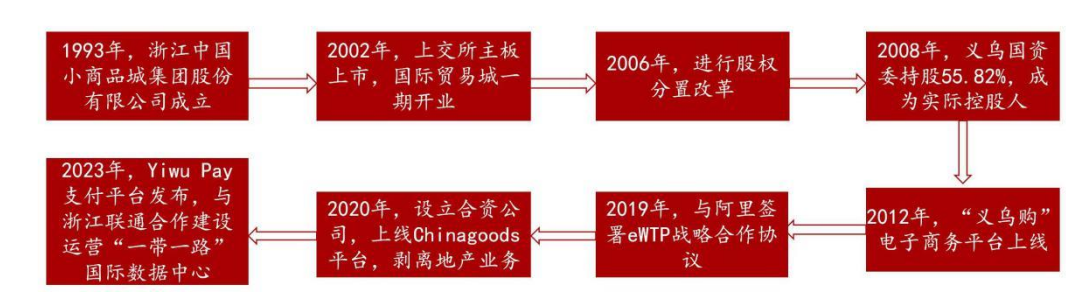 1993年，浙江中国
小商品城集团股份
有限公司成立
2002年，上交所主板
上市，国际贸易城一
期开业
2006年，进行股权
分置改革
2008年，义乌国资
委持股55.82%，成
为实际控股人
2012年，“义乌购”
电子商务平台上线
2019年，与阿里签
署eWTP战略合作协
议
2020年，设立合资公
司，上线Chinagoods
平台，剥离地产业务
2023年，Yiwu Pay
支付平台发布，与
浙江联通合作建设
运营“一带一路”
国际数据中心